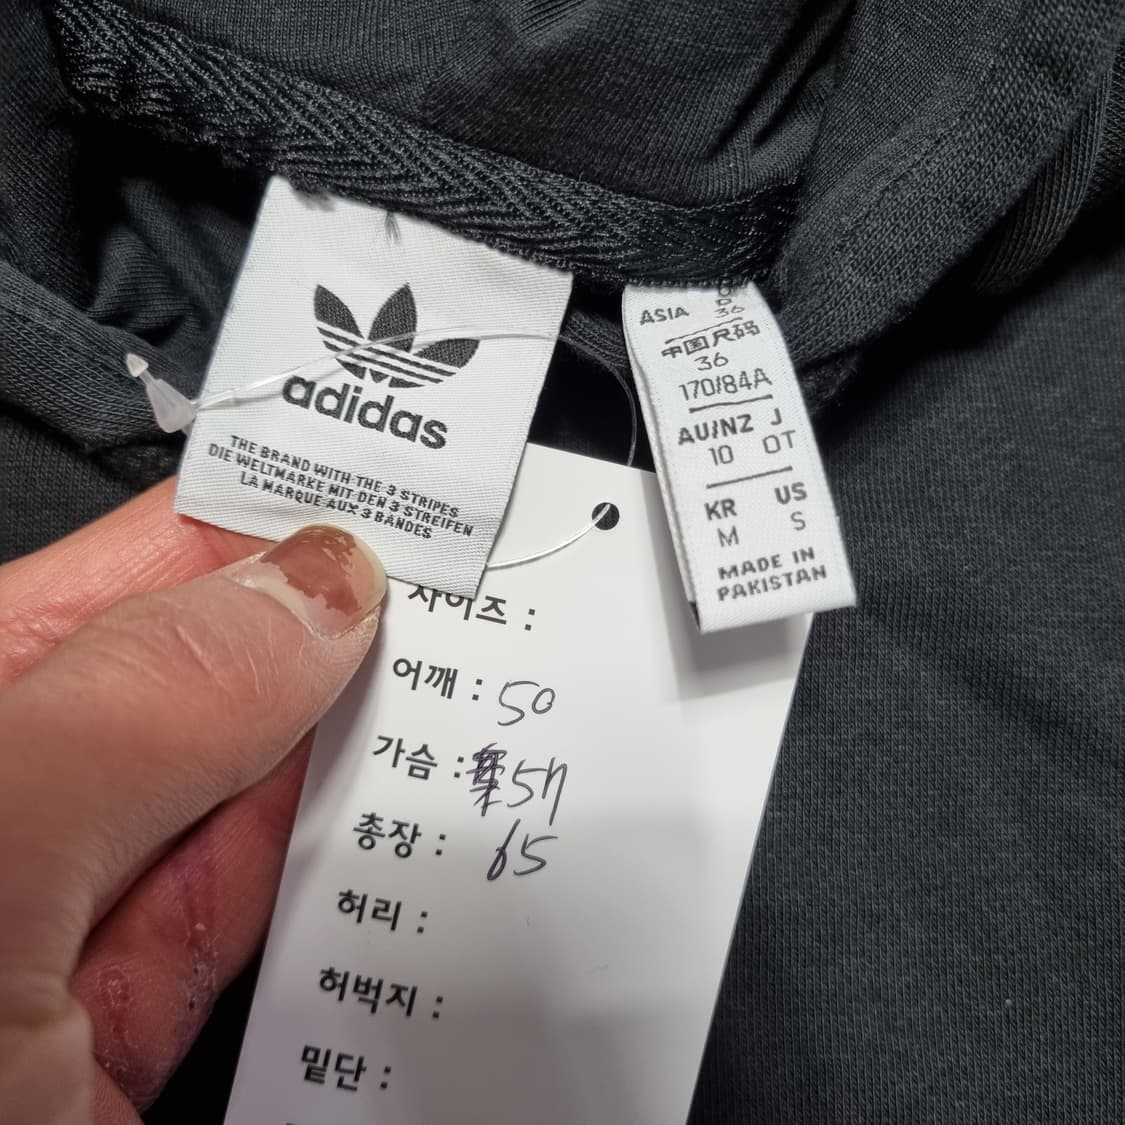 adidas
THE BRAND WITH THE 3 STRIPES
DIE WELTMARKE MIT DEN 3 STREIFEN
LA MARQUE AUX 3 BANDES
ASIA
D 36
中国尺码
36
170/84A
AU/NZ J
10 OT
KR US
M S
MADE IN
PAKISTAN
사이즈 :
어깨 : 50
가슴 : 57
총장 : 65
허리 :
허벅지 :
밑단 :